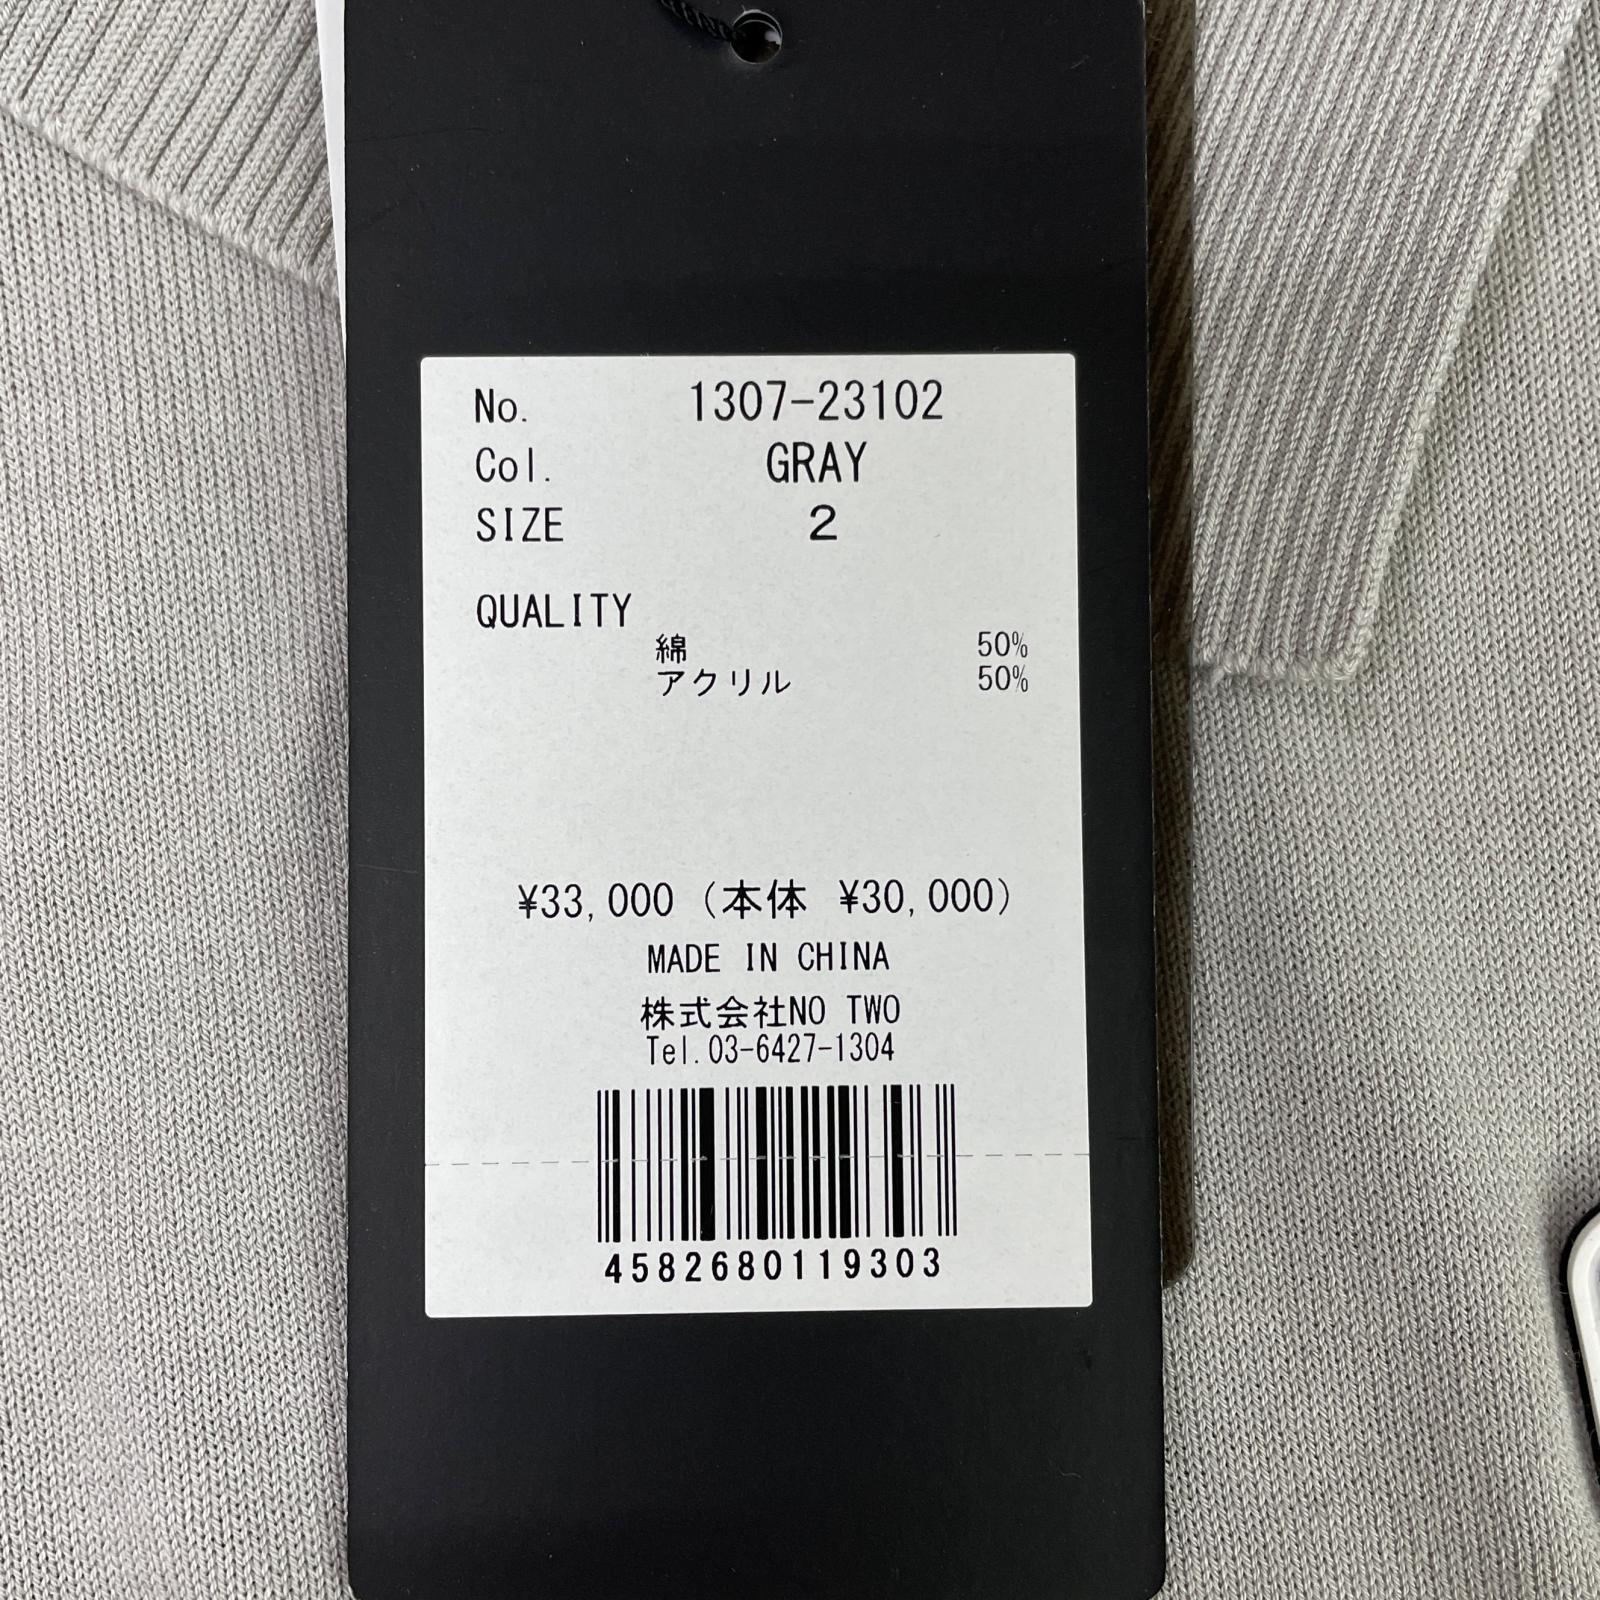 No. 1307-23102
Col. GRAY
SIZE 2
QUALITY
綿 50%
アクリル 50%
¥33,000 (本体 ¥30,000)
MADE IN CHINA
株式会社NO TWO
Tel.03-6427-1304
4582680119303